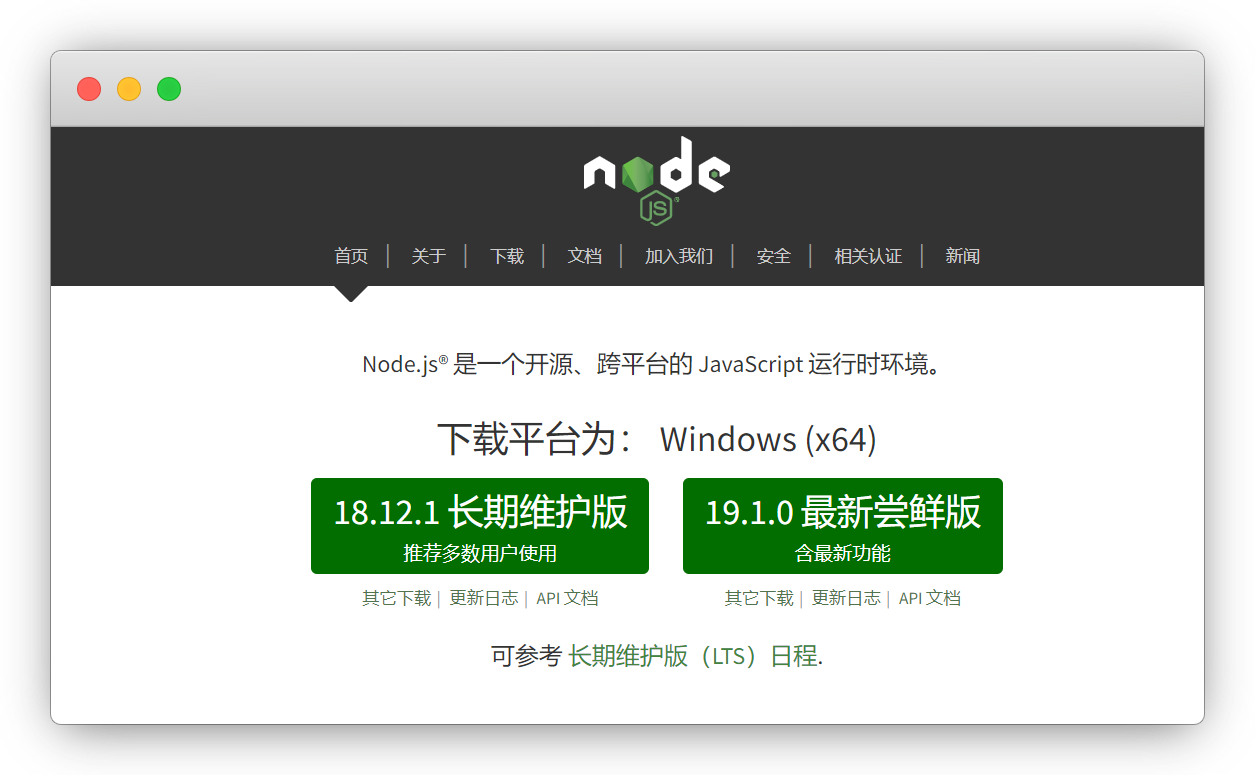 node
JS®
首页 | 关于 | 下载 | 文档 | 加入我们 | 安全 | 相关认证 | 新闻
Node.js® 是一个开源、跨平台的 JavaScript 运行时环境。
下载平台为： Windows (x64)
18.12.1 长期维护版
推荐多数用户使用
19.1.0 最新尝鲜版
含最新功能
其它下载 | 更新日志 | API 文档
其它下载 | 更新日志 | API 文档
可参考 长期维护版（LTS）日程.